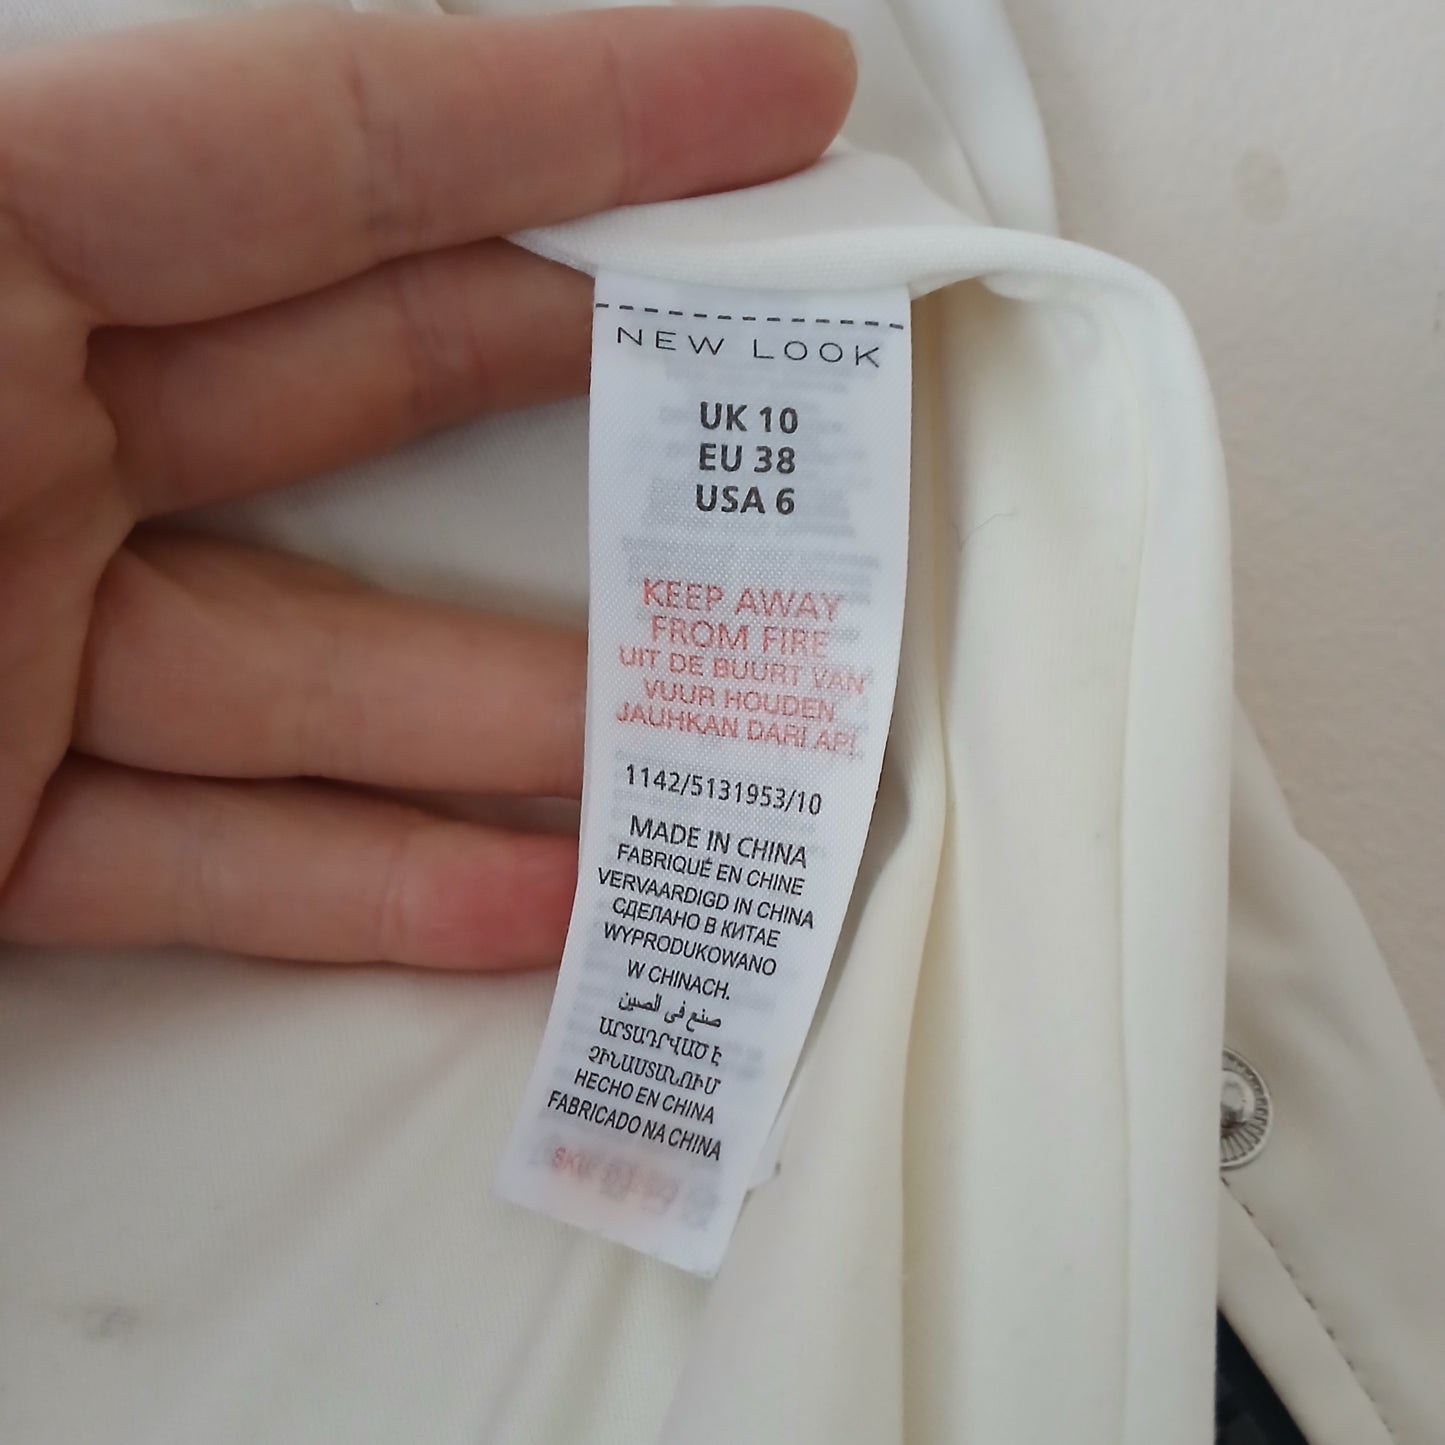 NEW LOOK
UK 10
EU 38
USA 6
KEEP AWAY
FROM FIRE
UIT DE BUURT VAN
VUUR HOUDEN
JAUHKAN DARI API.
1142/5131953/10
MADE IN CHINA
FABRIQUÉ EN CHINE
VERVAARDIGD IN CHINA
СДЕЛАНО В КИТАЕ
WYPRODUKOWANO
W CHINACH.
صنع في الصين
ԱՐՏԱԴՐՎԱԾ Է
ՉԻՆԱՍՏԱՆՈՒՄ
HECHO EN CHINA
FABRICADO NA CHINA